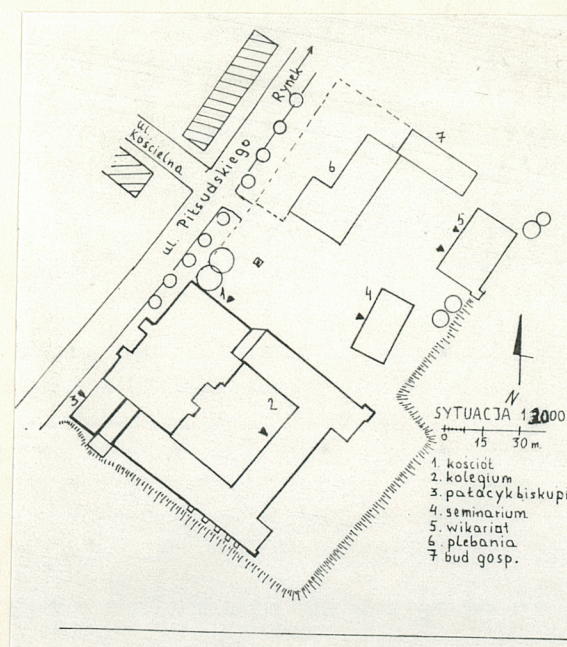 Rynek
ul.
Kościelna
ul. Piłsudskiego
7
6
5
1
4
3
2
N
SYTUACJA 1:2000
0 15 30 m.
1. kościół
2. kolegium
3. pałacyk biskupi
4. seminarium
5. wikariat
6. plebania
7 bud gosp.